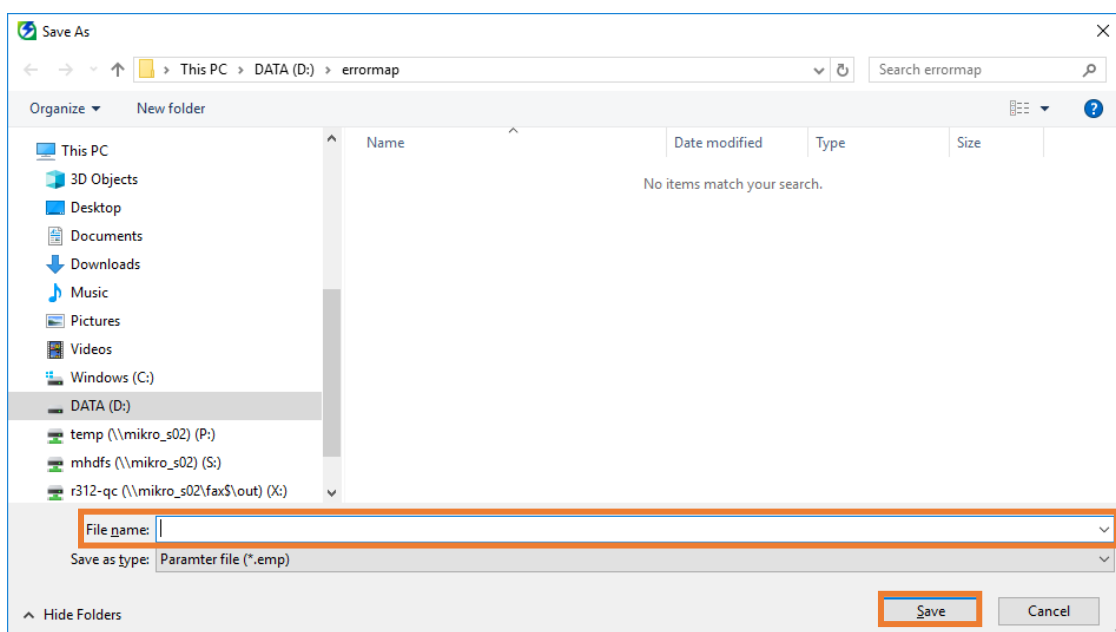 Save As
This PC > DATA (D:) > errormap
Search errormap
Organize
New folder
Name
Date modified
Type
Size
This PC
No items match your search.
3D Objects
Desktop
Documents
Downloads
Music
Pictures
Videos
Windows (C:)
DATA (D:)
temp (\\mikro_s02) (P:)
mhdfs (\\mikro_s02) (S:)
r312-qc (\\mikro_s02\fax$\out) (X:)
File name:
Save as type: Paramter file (*.emp)
Hide Folders
Save
Cancel